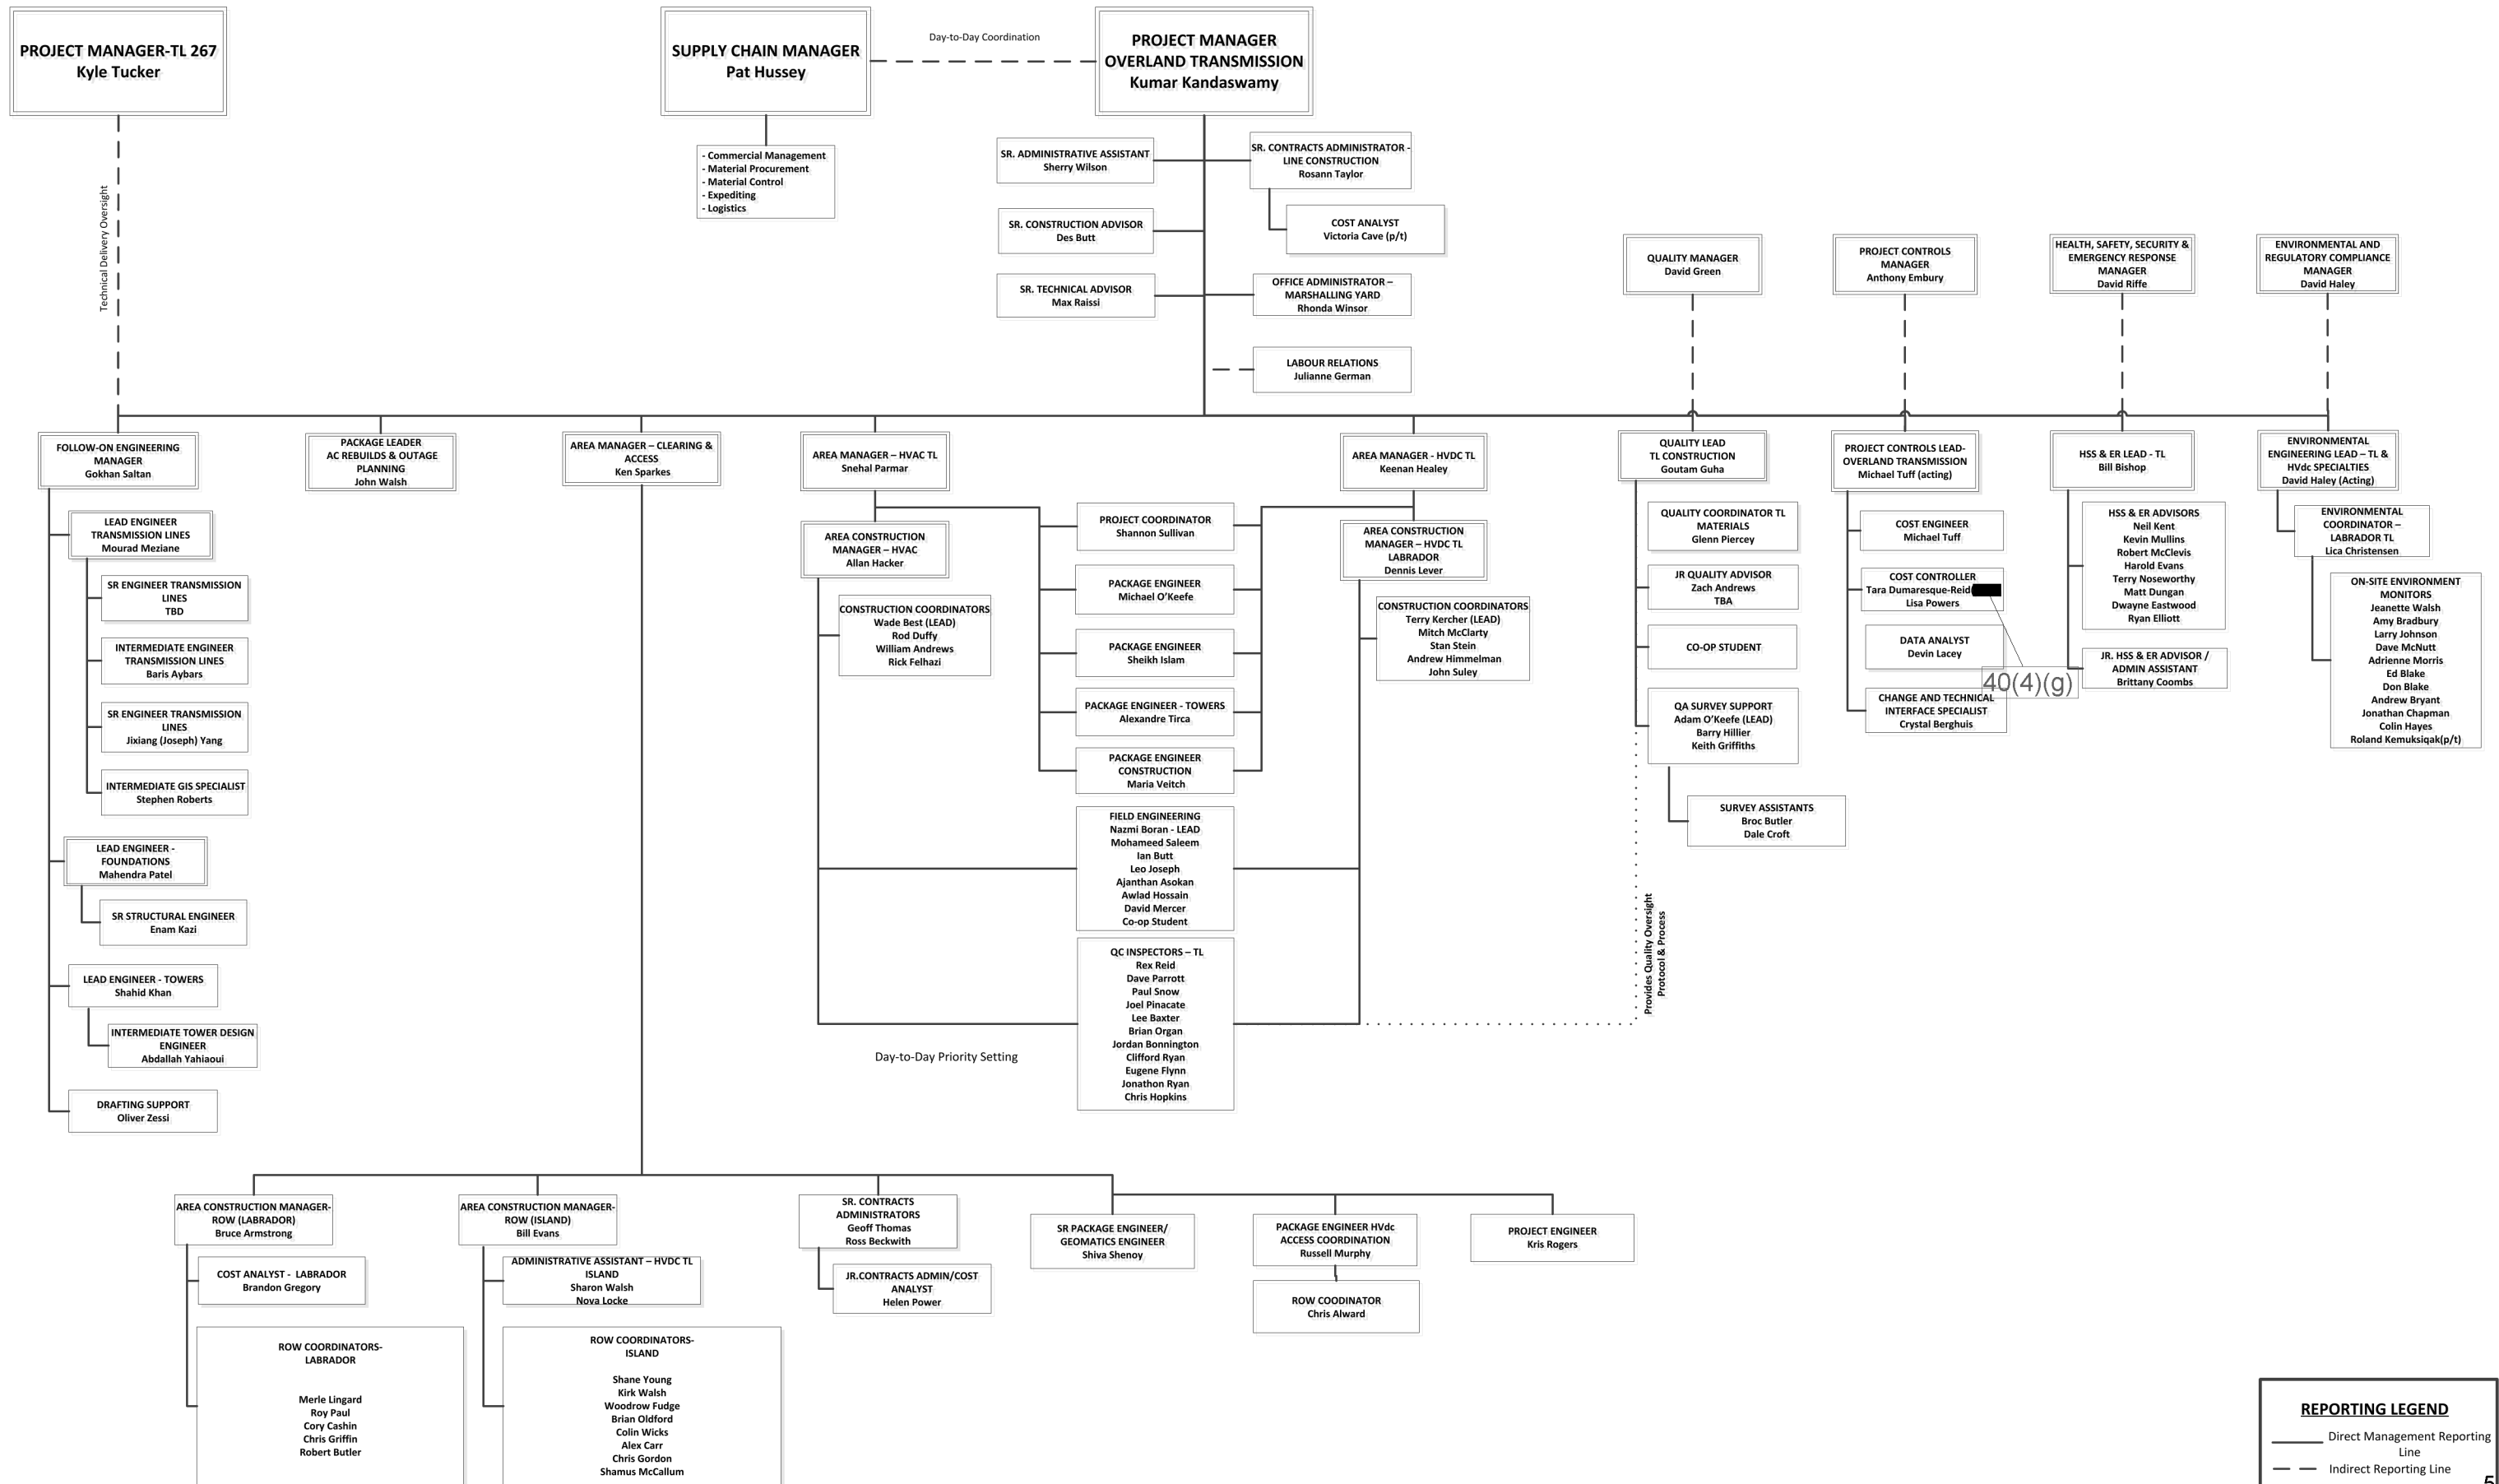 PROJECT MANAGER-TL 267
Kyle Tucker
SUPPLY CHAIN MANAGER
Pat Hussey
Day-to-Day Coordination
PROJECT MANAGER
OVERLAND TRANSMISSION
Kumar Kandaswamy
Technical Delivery Oversight
- Commercial Management
- Material Procurement
- Material Control
- Expediting
- Logistics
SR. ADMINISTRATIVE ASSISTANT
Sherry Wilson
SR. CONTRACTS ADMINISTRATOR -
LINE CONSTRUCTION
Rosann Taylor
SR. CONSTRUCTION ADVISOR
Des Butt
COST ANALYST
Victoria Cave (p/t)
SR. TECHNICAL ADVISOR
Max Raissi
OFFICE ADMINISTRATOR –
MARSHALLING YARD
Rhonda Winsor
LABOUR RELATIONS
Julianne German
QUALITY MANAGER
David Green
PROJECT CONTROLS
MANAGER
Anthony Embury
HEALTH, SAFETY, SECURITY &
EMERGENCY RESPONSE
MANAGER
David Riffe
ENVIRONMENTAL AND
REGULATORY COMPLIANCE
MANAGER
David Haley
FOLLOW-ON ENGINEERING
MANAGER
Gokhan Saltan
PACKAGE LEADER
AC REBUILDS & OUTAGE
PLANNING
John Walsh
AREA MANAGER – CLEARING &
ACCESS
Ken Sparkes
AREA MANAGER – HVAC TL
Snehal Parmar
AREA MANAGER - HVDC TL
Keenan Healey
QUALITY LEAD
TL CONSTRUCTION
Goutam Guha
PROJECT CONTROLS LEAD-
OVERLAND TRANSMISSION
Michael Tuff (acting)
HSS & ER LEAD - TL
Bill Bishop
ENVIRONMENTAL
ENGINEERING LEAD – TL &
HVdc SPECIALTIES
David Haley (Acting)
LEAD ENGINEER
TRANSMISSION LINES
Mourad Meziane
SR ENGINEER TRANSMISSION
LINES
TBD
INTERMEDIATE ENGINEER
TRANSMISSION LINES
Baris Aybars
SR ENGINEER TRANSMISSION
LINES
Jixiang (Joseph) Yang
INTERMEDIATE GIS SPECIALIST
Stephen Roberts
LEAD ENGINEER -
FOUNDATIONS
Mahendra Patel
SR STRUCTURAL ENGINEER
Enam Kazi
LEAD ENGINEER - TOWERS
Shahid Khan
INTERMEDIATE TOWER DESIGN
ENGINEER
Abdallah Yahiaoui
DRAFTING SUPPORT
Oliver Zessi
AREA CONSTRUCTION
MANAGER – HVAC
Allan Hacker
CONSTRUCTION COORDINATORS
Wade Best (LEAD)
Rod Duffy
William Andrews
Rick Felhazi
PROJECT COORDINATOR
Shannon Sullivan
PACKAGE ENGINEER
Michael O'Keefe
PACKAGE ENGINEER
Sheikh Islam
PACKAGE ENGINEER - TOWERS
Alexandre Tirca
PACKAGE ENGINEER
CONSTRUCTION
Maria Veitch
FIELD ENGINEERING
Nazmi Boran - LEAD
Mohameed Saleem
Ian Butt
Leo Joseph
Ajanthan Asokan
Awlad Hossain
David Mercer
Co-op Student
QC INSPECTORS – TL
Rex Reid
Dave Parrott
Paul Snow
Joel Pinacate
Lee Baxter
Brian Organ
Jordan Bonnington
Clifford Ryan
Eugene Flynn
Jonathon Ryan
Chris Hopkins
Day-to-Day Priority Setting
AREA CONSTRUCTION
MANAGER – HVDC TL
LABRADOR
Dennis Lever
CONSTRUCTION COORDINATORS
Terry Kercher (LEAD)
Mitch McClarty
Stan Stein
Andrew Himmelman
John Suley
QUALITY COORDINATOR TL
MATERIALS
Glenn Piercey
JR QUALITY ADVISOR
Zach Andrews
TBA
CO-OP STUDENT
QA SURVEY SUPPORT
Adam O'Keefe (LEAD)
Barry Hillier
Keith Griffiths
SURVEY ASSISTANTS
Broc Butler
Dale Croft
Provides Quality Oversight
Protocol & Process
COST ENGINEER
Michael Tuff
COST CONTROLLER
Tara Dumaresque-Reid
Lisa Powers
DATA ANALYST
Devin Lacey
40(4)(g)
CHANGE AND TECHNICAL
INTERFACE SPECIALIST
Crystal Berghuis
HSS & ER ADVISORS
Neil Kent
Kevin Mullins
Robert McClevis
Harold Evans
Terry Noseworthy
Matt Dungan
Dwayne Eastwood
Ryan Elliott
JR. HSS & ER ADVISOR /
ADMIN ASSISTANT
Brittany Coombs
ENVIRONMENTAL
COORDINATOR –
LABRADOR TL
Lica Christensen
ON-SITE ENVIRONMENT
MONITORS
Jeanette Walsh
Amy Bradbury
Larry Johnson
Dave McNutt
Adrienne Morris
Ed Blake
Don Blake
Andrew Bryant
Jonathan Chapman
Colin Hayes
Roland Kemuksiqak(p/t)
AREA CONSTRUCTION MANAGER-
ROW (LABRADOR)
Bruce Armstrong
COST ANALYST - LABRADOR
Brandon Gregory
ROW COORDINATORS-
LABRADOR
Merle Lingard
Roy Paul
Cory Cashin
Chris Griffin
Robert Butler
AREA CONSTRUCTION MANAGER-
ROW (ISLAND)
Bill Evans
ADMINISTRATIVE ASSISTANT – HVDC TL
ISLAND
Sharon Walsh
Nova Locke
ROW COORDINATORS-
ISLAND
Shane Young
Kirk Walsh
Woodrow Fudge
Brian Oldford
Colin Wicks
Alex Carr
Chris Gordon
Shamus McCallum
SR. CONTRACTS
ADMINISTRATORS
Geoff Thomas
Ross Beckwith
JR.CONTRACTS ADMIN/COST
ANALYST
Helen Power
SR PACKAGE ENGINEER/
GEOMATICS ENGINEER
Shiva Shenoy
PACKAGE ENGINEER HVdc
ACCESS COORDINATION
Russell Murphy
ROW COODINATOR
Chris Alward
PROJECT ENGINEER
Kris Rogers
REPORTING LEGEND
Direct Management Reporting
Line
Indirect Reporting Line